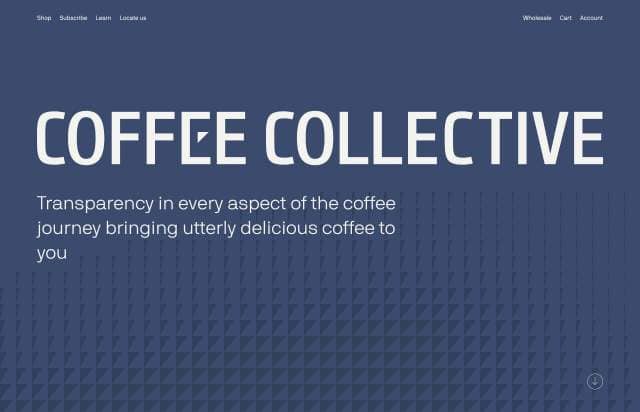 Shop Subscribe Learn Locate us Wholesale Cart Account
COFFEE COLLECTIVE
Transparency in every aspect of the coffee
journey bringing utterly delicious coffee to
you